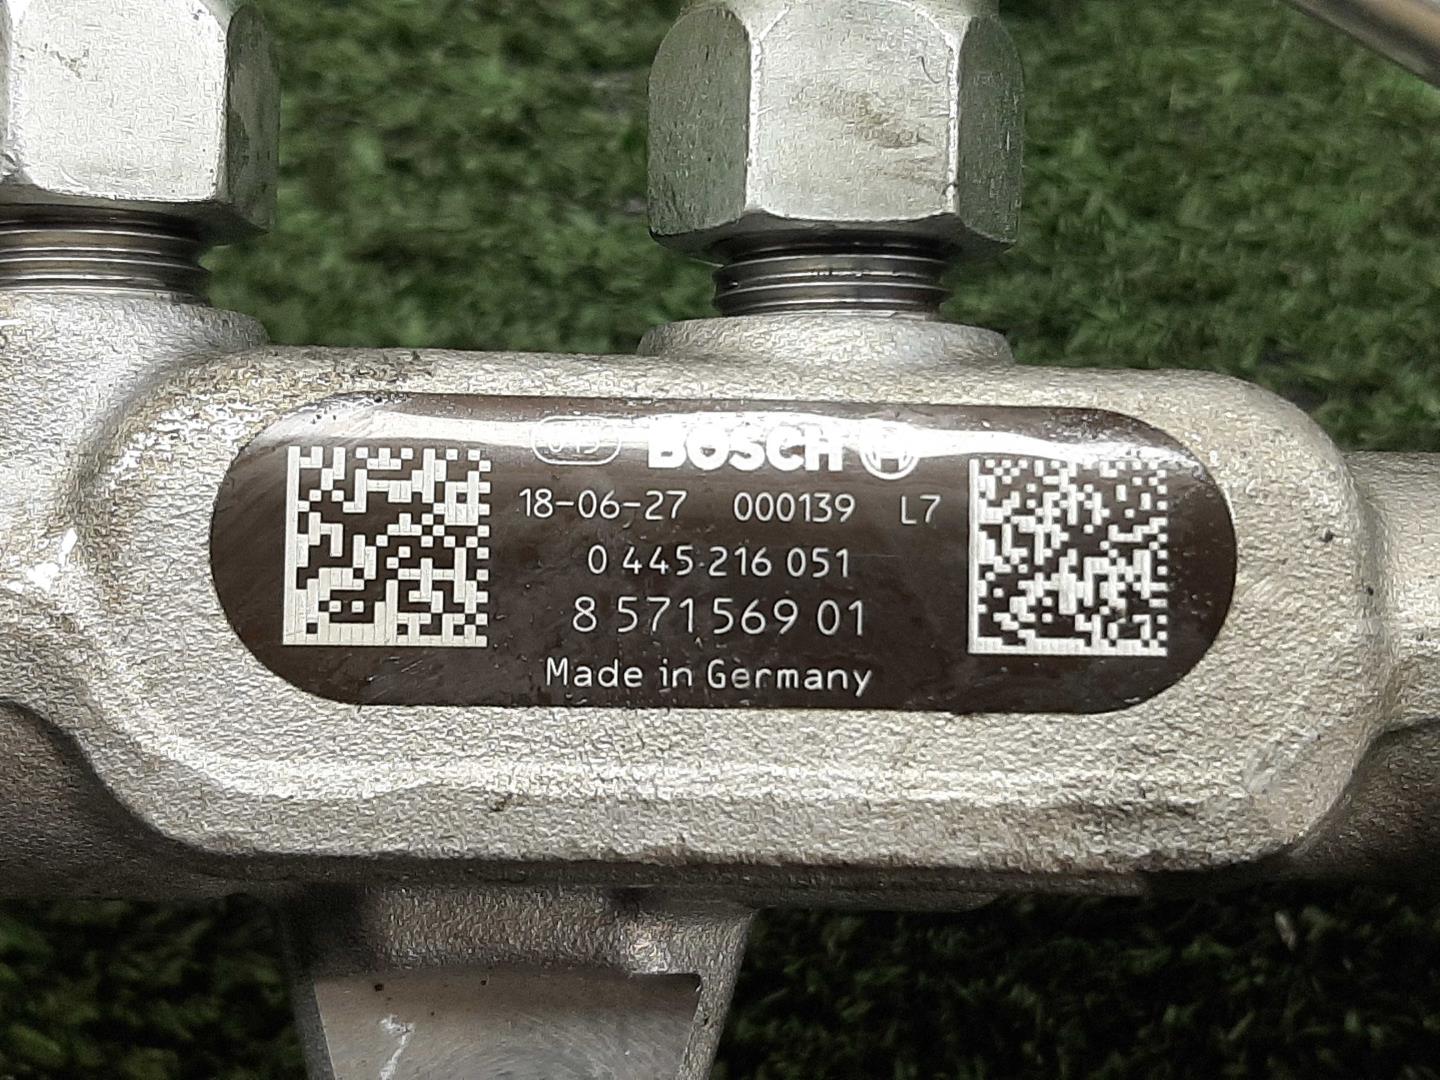 BOSCH
18-06-27 000139 L7
0 445 216 051
8 571 569 01
Made in Germany